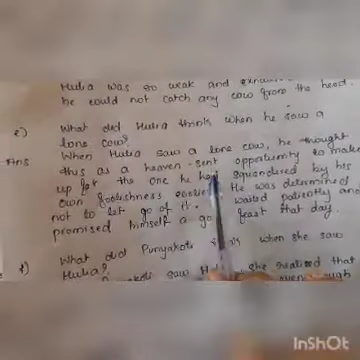 Hulia was so weak and
he could not catch any cow from the herd.
e) What did Hulia think when he saw a
lone cow?
Ans When Hulia saw a lone cow, he thought
this as a heaven-sent opportunity to make
up for the one he had squandered by his
own foolishness earlier. He was determined
not to let go of it. waited patiently and
promised himself a feast that day.
f) What did Punyakoti when she saw
Hulia?
saw she realised that
InShot